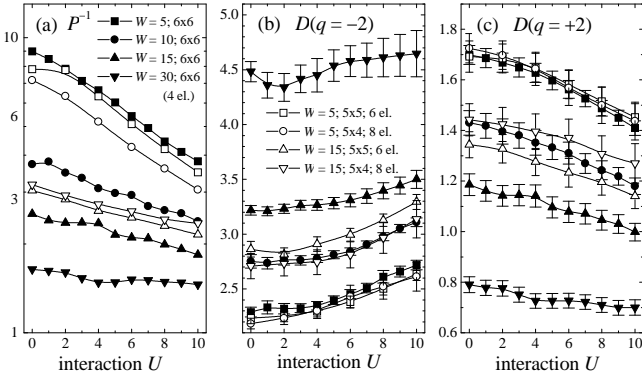 (a) P⁻¹
W = 5; 6x6
W = 10; 6x6
W = 15; 6x6
W = 30; 6x6
(4 el.)
10
6
3
1
0 2 4 6 8 10
interaction U
(b) D(q = −2)
5.0
4.5
4.0
3.5
3.0
2.5
W = 5; 5x5; 6 el.
W = 5; 5x4; 8 el.
W = 15; 5x5; 6 el.
W = 15; 5x4; 8 el.
0 2 4 6 8 10
interaction U
(c) D(q = +2)
1.8
1.6
1.4
1.2
1.0
0.8
0.6
0 2 4 6 8 10
interaction U